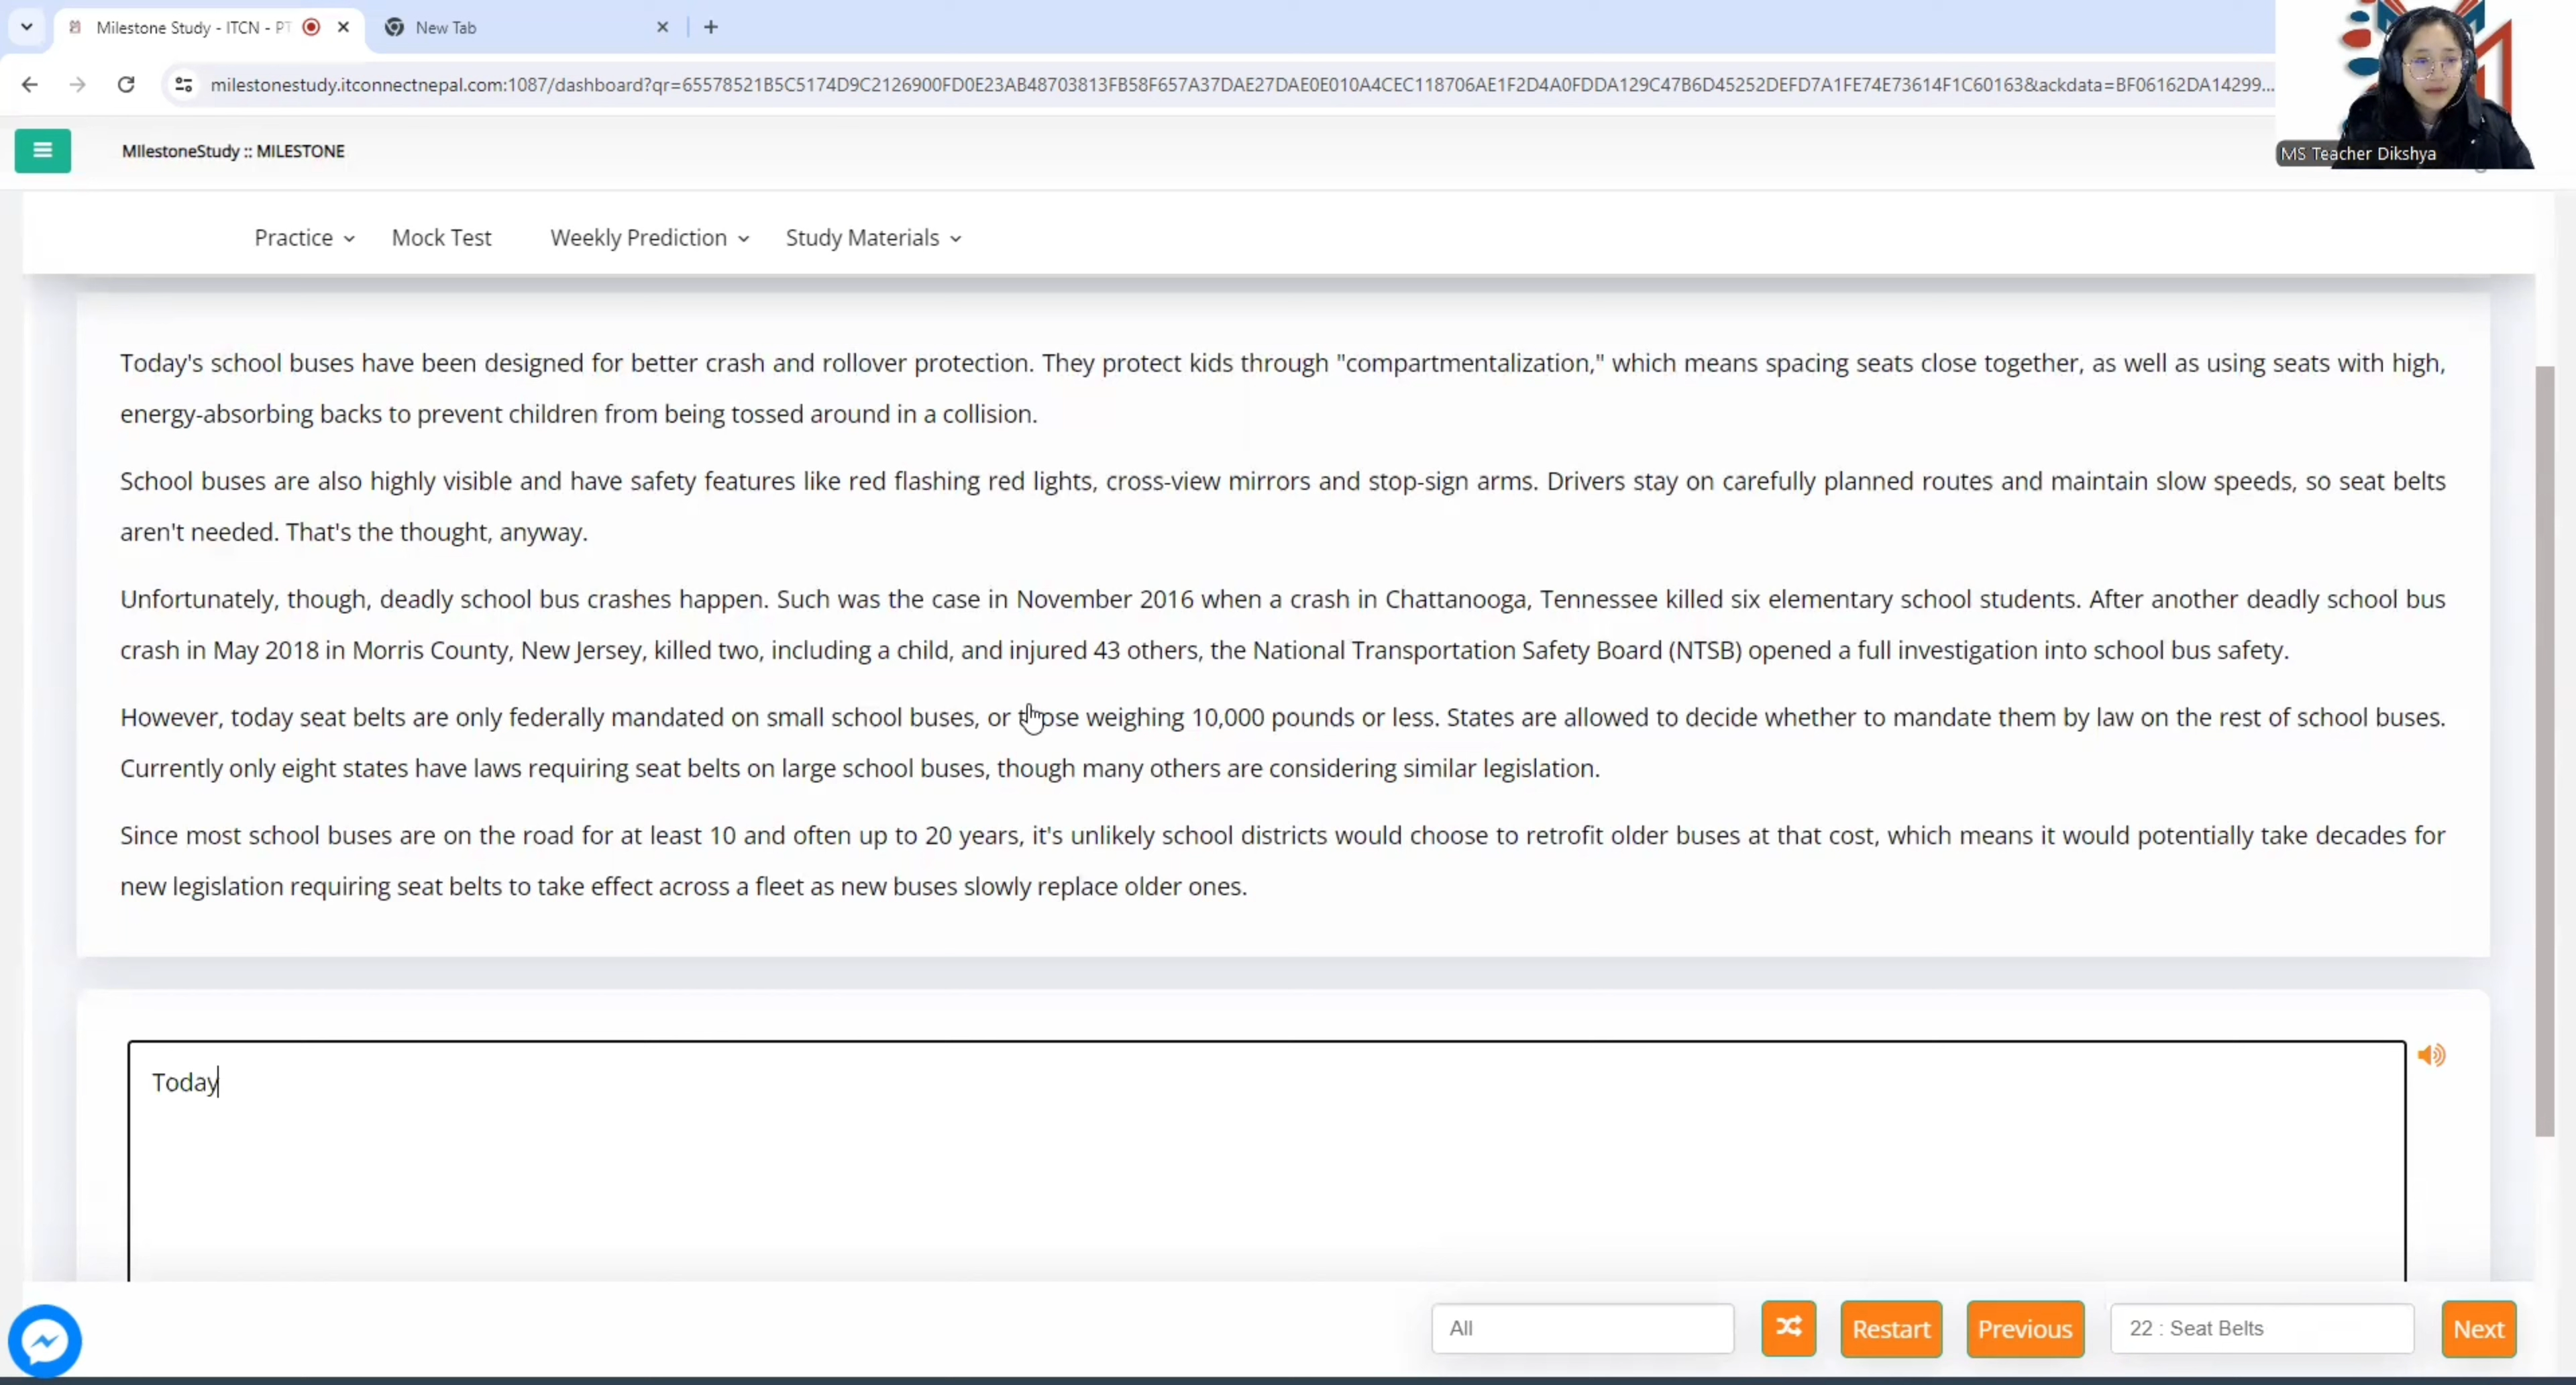 Milestone Study - ITCN - PT
New Tab
milestonestudy.itconnectnepal.com:1087/dashboard?qr=65578521B5C5174D9C2126900FD0E23AB48703813FB58F657A37DAE27DAE0E010A4CEC118706AE1F2D4A0FDDA129C47B6D45252DEFD7A1FE74E73614F1C60163&ackdata=BF06162DA14299...
MIlestoneStudy :: MILESTONE
MS Teacher Dikshya
Practice Mock Test Weekly Prediction Study Materials
Today's school buses have been designed for better crash and rollover protection. They protect kids through "compartmentalization," which means spacing seats close together, as well as using seats with high,
energy-absorbing backs to prevent children from being tossed around in a collision.
School buses are also highly visible and have safety features like red flashing red lights, cross-view mirrors and stop-sign arms. Drivers stay on carefully planned routes and maintain slow speeds, so seat belts
aren't needed. That's the thought, anyway.
Unfortunately, though, deadly school bus crashes happen. Such was the case in November 2016 when a crash in Chattanooga, Tennessee killed six elementary school students. After another deadly school bus
crash in May 2018 in Morris County, New Jersey, killed two, including a child, and injured 43 others, the National Transportation Safety Board (NTSB) opened a full investigation into school bus safety.
However, today seat belts are only federally mandated on small school buses, or those weighing 10,000 pounds or less. States are allowed to decide whether to mandate them by law on the rest of school buses.
Currently only eight states have laws requiring seat belts on large school buses, though many others are considering similar legislation.
Since most school buses are on the road for at least 10 and often up to 20 years, it's unlikely school districts would choose to retrofit older buses at that cost, which means it would potentially take decades for
new legislation requiring seat belts to take effect across a fleet as new buses slowly replace older ones.
Today
All Restart Previous 22 : Seat Belts Next